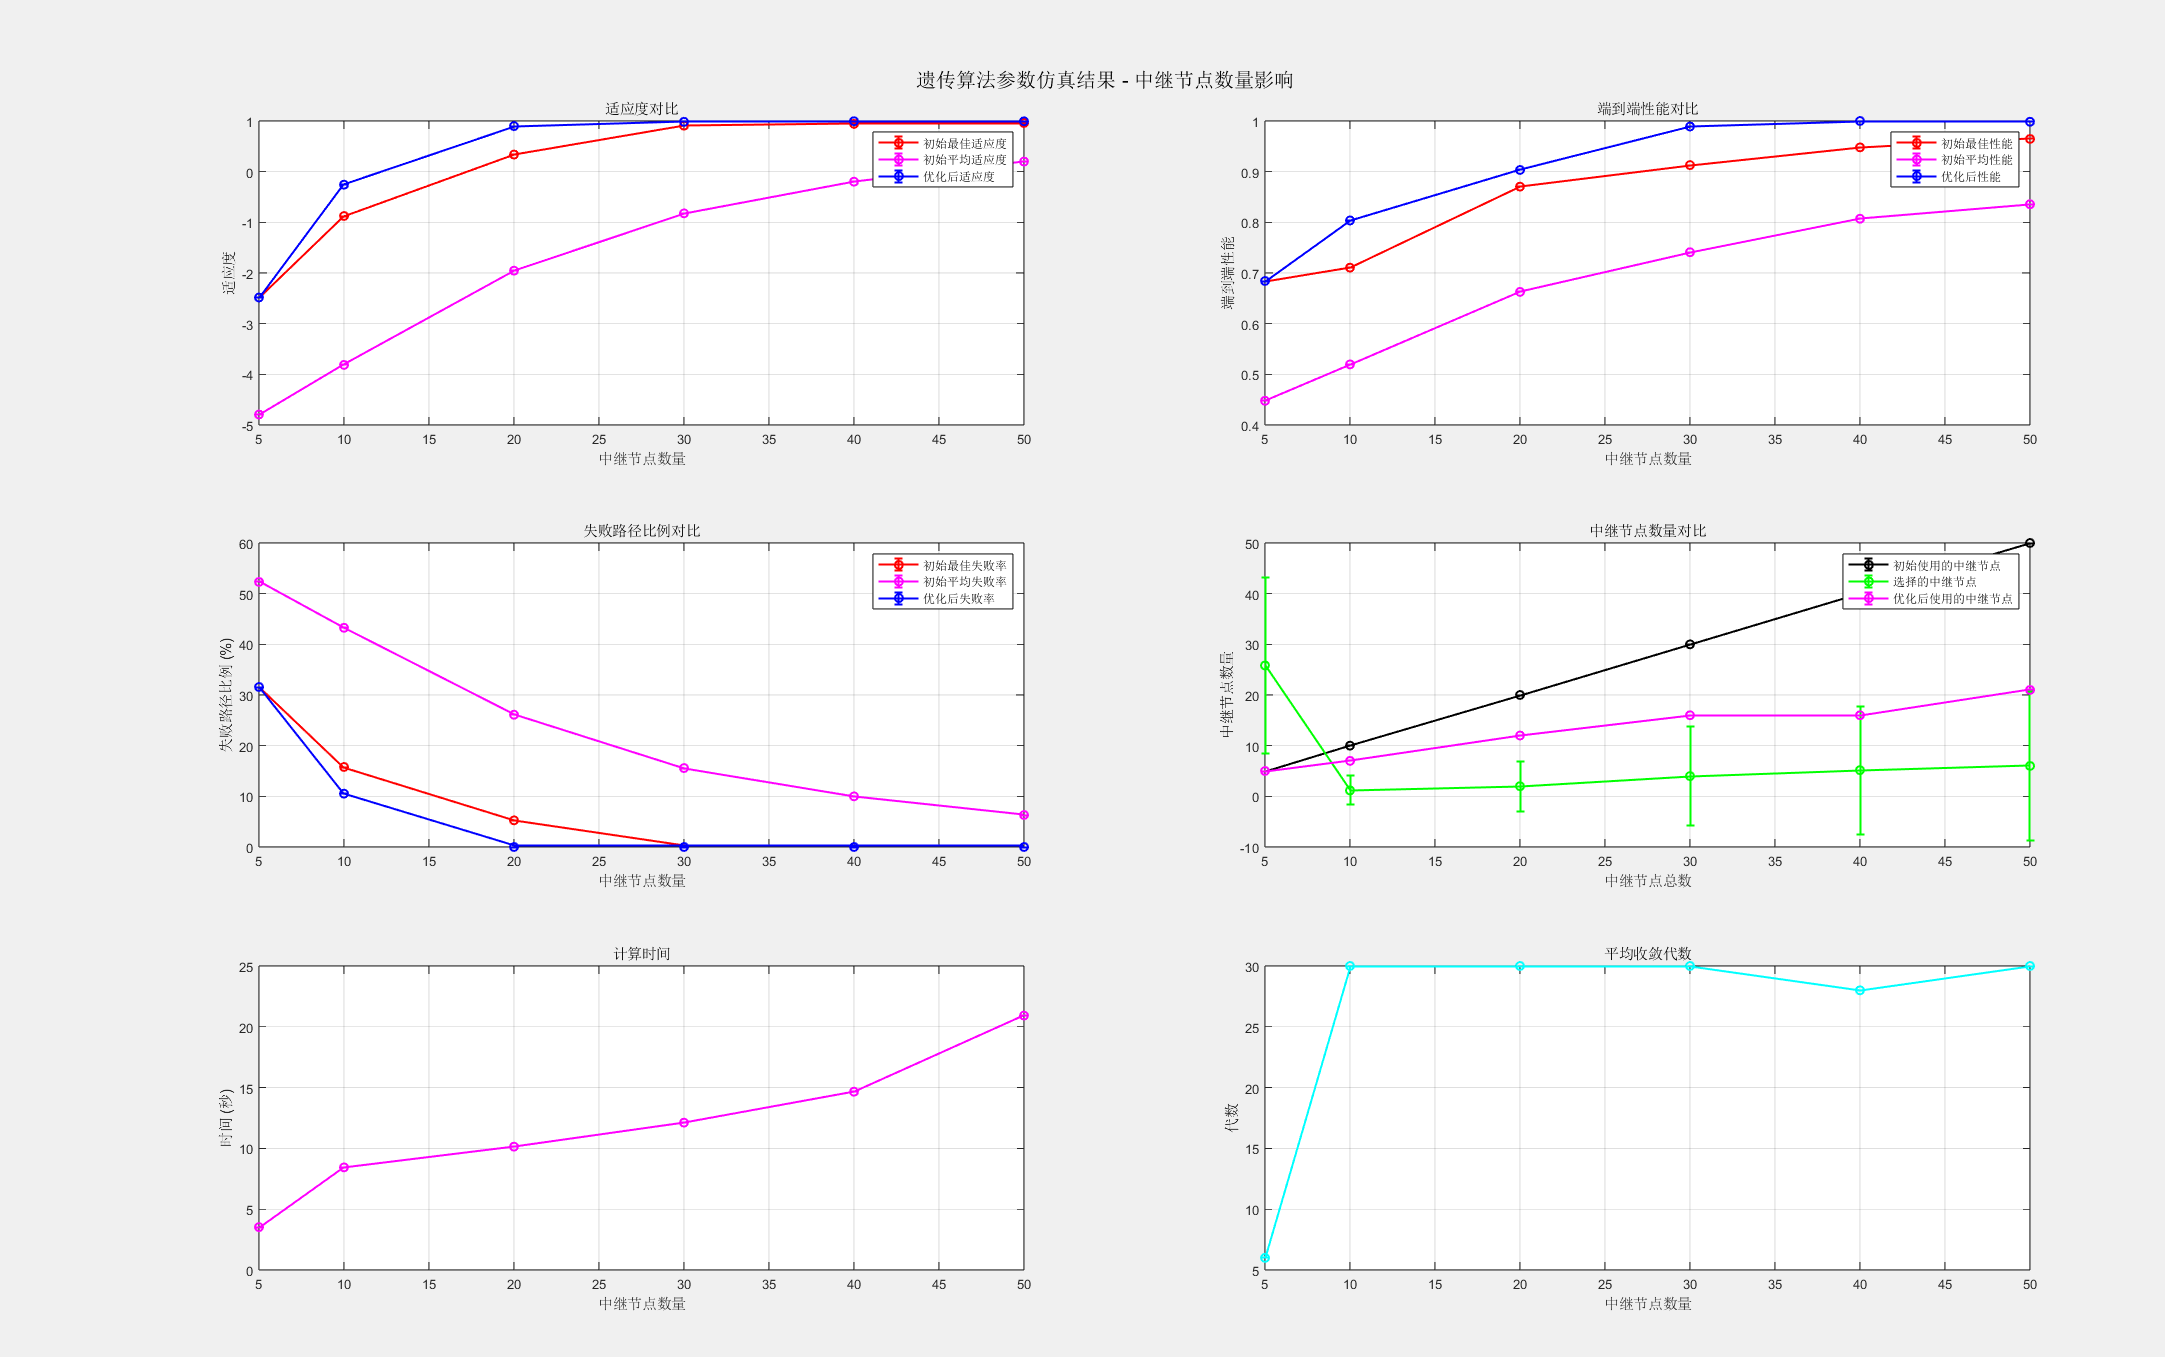 遗传算法参数仿真结果 - 中继节点数量影响
适应度对比
1
0
-1
-2
-3
-4
-5
适应度
初始最佳适应度
初始平均适应度
优化后适应度
5 10 15 20 25 30 35 40 45 50
中继节点数量
端到端性能对比
1
0.9
0.8
0.7
0.6
0.5
0.4
端到端性能
初始最佳性能
初始平均性能
优化后性能
5 10 15 20 25 30 35 40 45 50
中继节点数量
失败路径比例对比
60
50
40
30
20
10
0
失败路径比例 (%)
初始最佳失败率
初始平均失败率
优化后失败率
5 10 15 20 25 30 35 40 45 50
中继节点数量
中继节点数量对比
50
40
30
20
10
0
-10
中继节点数量
初始使用的中继节点
选择的中继节点
优化后使用的中继节点
5 10 15 20 25 30 35 40 45 50
中继节点总数
计算时间
25
20
15
10
5
0
时间 (秒)
5 10 15 20 25 30 35 40 45 50
中继节点数量
平均收敛代数
30
25
20
15
10
5
代数
5 10 15 20 25 30 35 40 45 50
中继节点数量